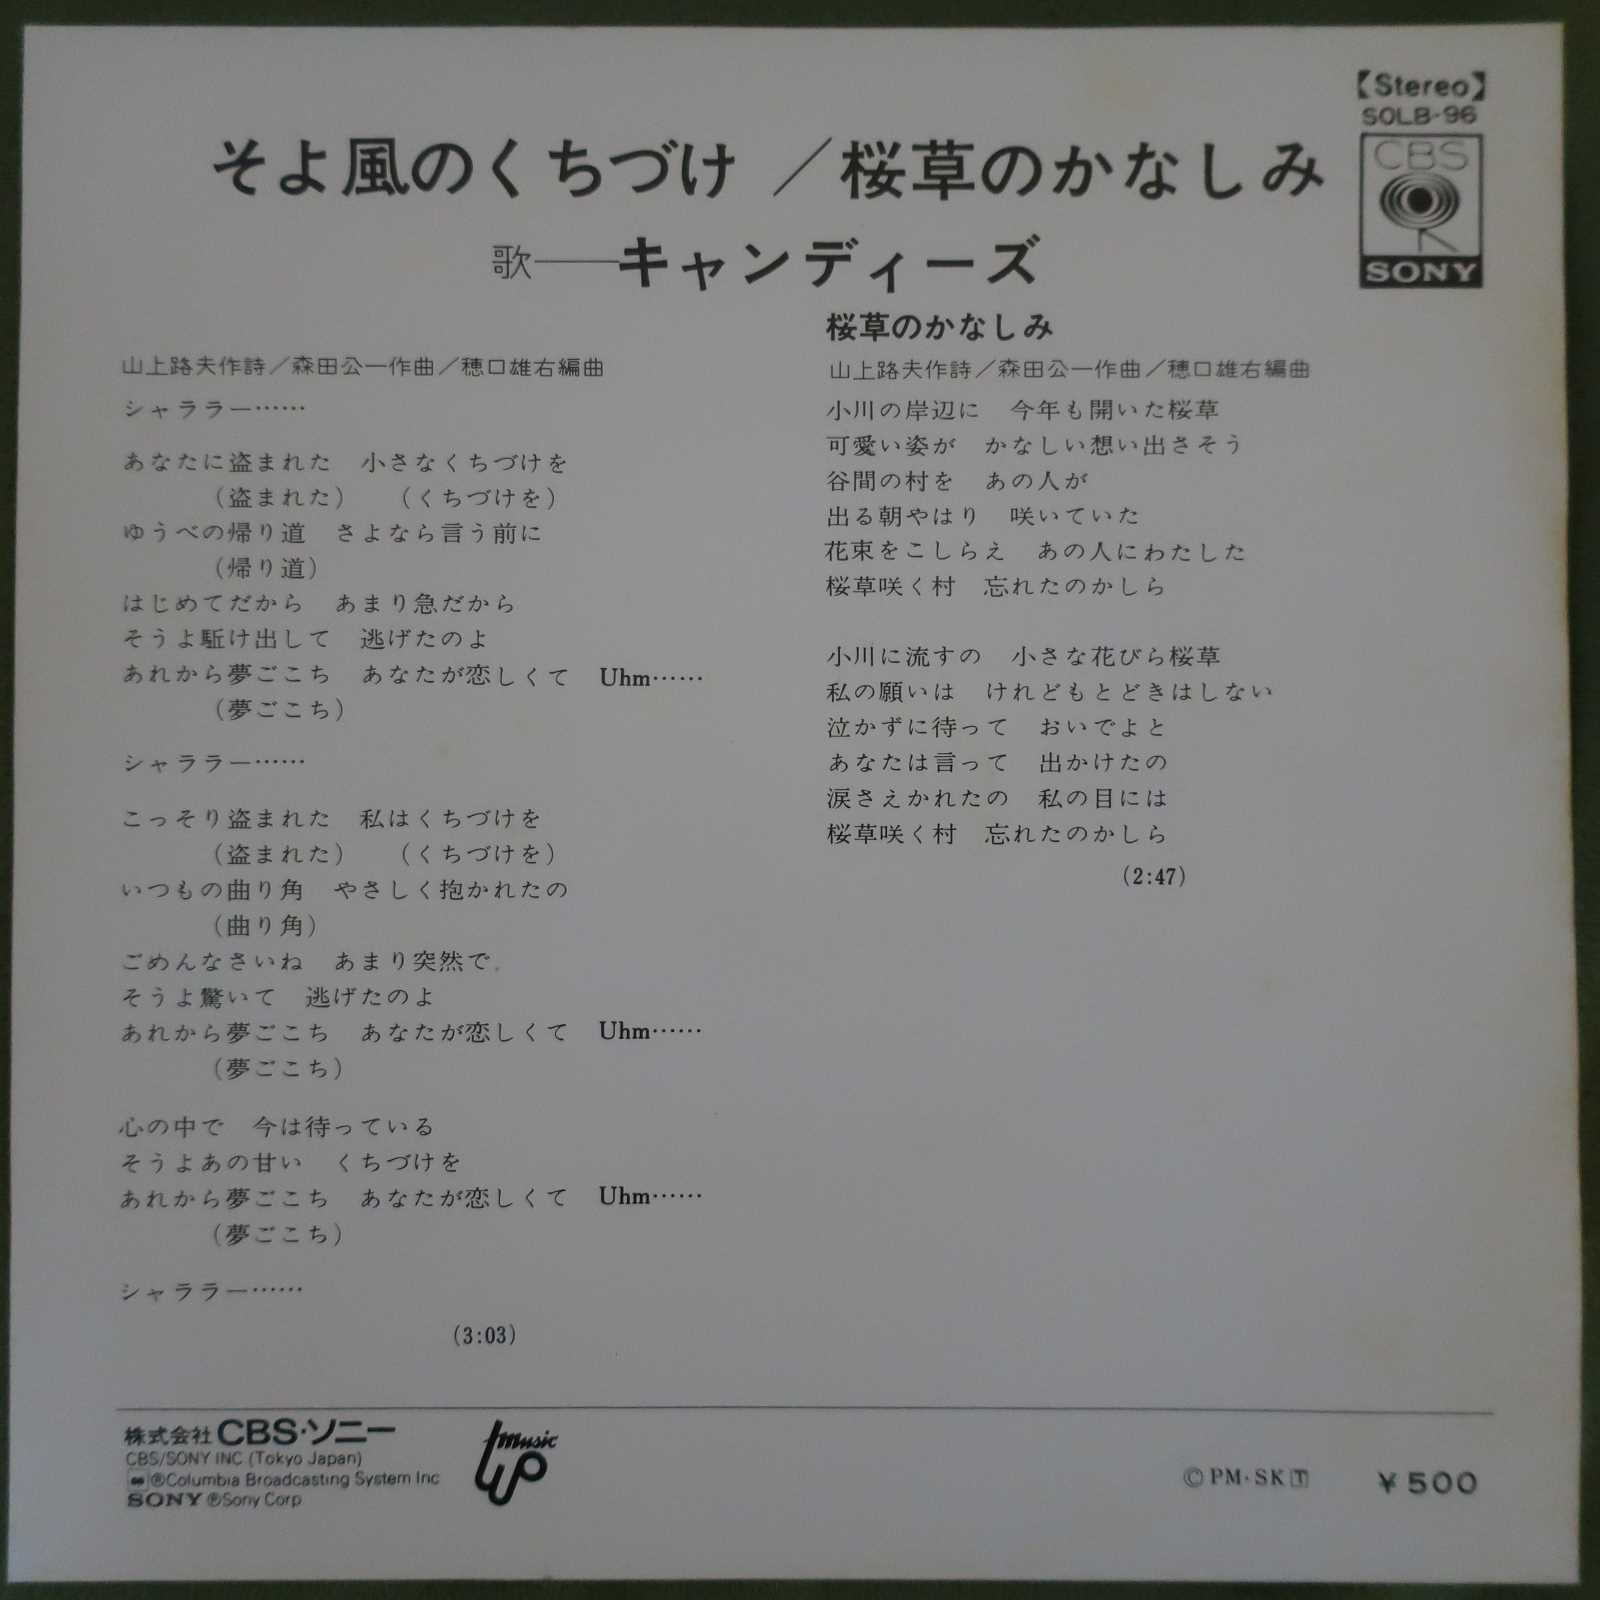 【Stereo】
SOLB-96
CBS
SONY
そよ風のくちづけ／桜草のかなしみ
歌――キャンディーズ
山上路夫作詩／森田公一作曲／穂口雄右編曲
シャララー……
あなたに盗まれた　小さなくちづけを
（盗まれた）　（くちづけを）
ゆうべの帰り道　さよなら言う前に
（帰り道）
はじめてだから　あまり急だから
そうよ駈け出して　逃げたのよ
あれから夢ごこち　あなたが恋しくて　Uhm……
（夢ごこち）
シャララー……
こっそり盗まれた　私はくちづけを
（盗まれた）　（くちづけを）
いつもの曲り角　やさしく抱かれたの
（曲り角）
ごめんなさいね　あまり突然で
そうよ驚いて　逃げたのよ
あれから夢ごこち　あなたが恋しくて　Uhm……
（夢ごこち）
心の中で　今は待っている
そうよあの甘い　くちづけを
あれから夢ごこち　あなたが恋しくて　Uhm……
（夢ごこち）
シャララー……
(3:03)
桜草のかなしみ
山上路夫作詩／森田公一作曲／穂口雄右編曲
小川の岸辺に　今年も開いた桜草
可愛い姿が　かなしい想い出さそう
谷間の村を　あの人が
出る朝やはり　咲いていた
花束をこしらえ　あの人にわたした
桜草咲く村　忘れたのかしら
小川に流すの　小さな花びら桜草
私の願いは　けれどもとどきはしない
泣かずに待って　おいでよと
あなたは言って　出かけたの
涙さえかれたの　私の目には
桜草咲く村　忘れたのかしら
(2:47)
株式会社CBS・ソニー
CBS/SONY INC (Tokyo Japan)
®Columbia Broadcasting System Inc
SONY ®Sony Corp
music up
©PM・SK T
￥500